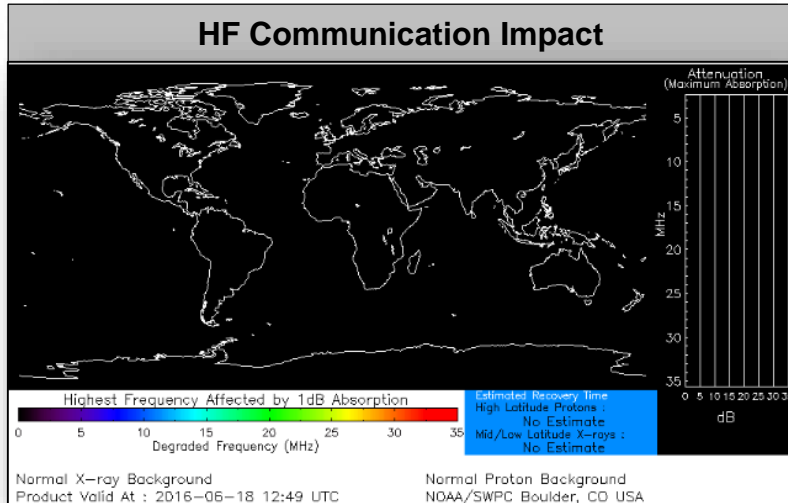 HF Communication Impact
Attenuation
(Maximum Absorption)
5
10
15
20
25
30
35
MHz
0 5 10 15 20 25 30
dB
Highest Frequency Affected by 1dB Absorption
0 5 10 15 20 25 30 35
Degraded Frequency (MHz)
Estimated Recovery Time
High Latitude Protons :
No Estimate
Mid/Low Latitude X-rays :
No Estimate
Normal X-ray Background
Product Valid At : 2016-06-18 12:49 UTC
Normal Proton Background
NOAA/SWPC Boulder, CO USA